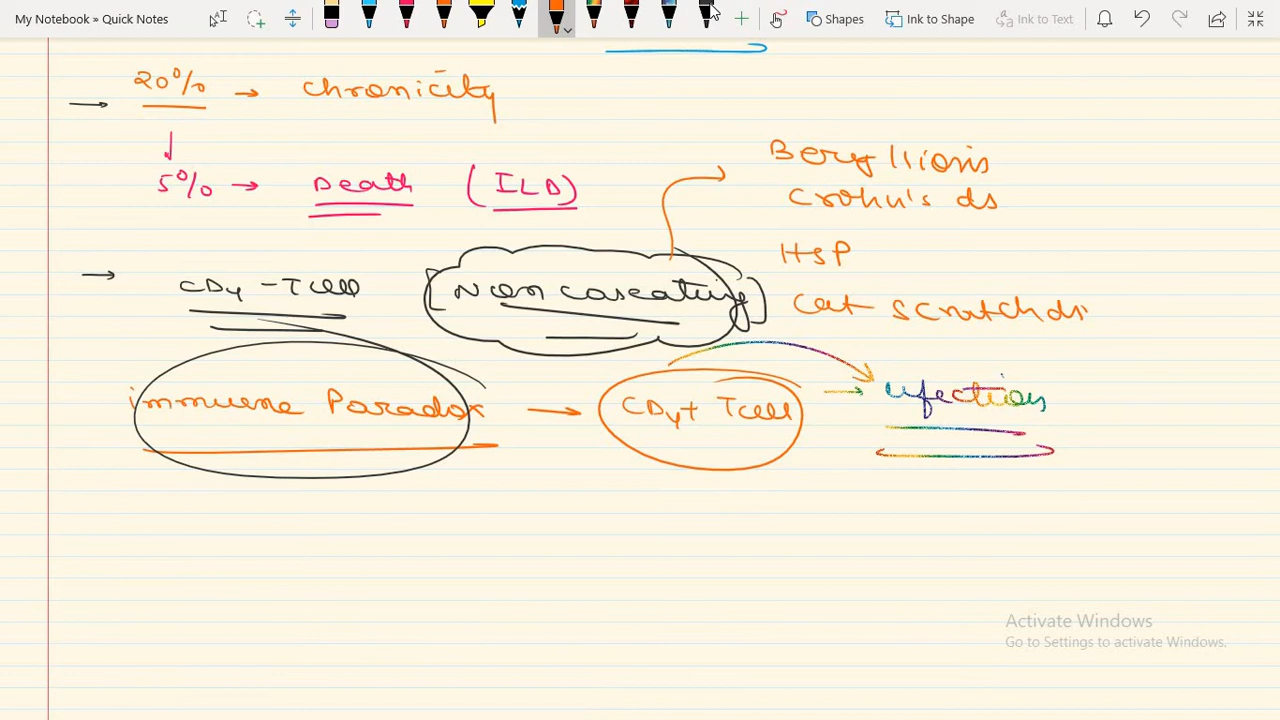 My Notebook » Quick Notes
Shapes
Ink to Shape
Ink to Text
→ 20% → chronicity
↓
5% → Death (ILD)
Berylliosis
Crohn's ds
HSP
Cat scratch ds
→ CD4 - T cell [Non caseating]
immune Paradox → CD4+ T cell → infection
Activate Windows
Go to Settings to activate Windows.